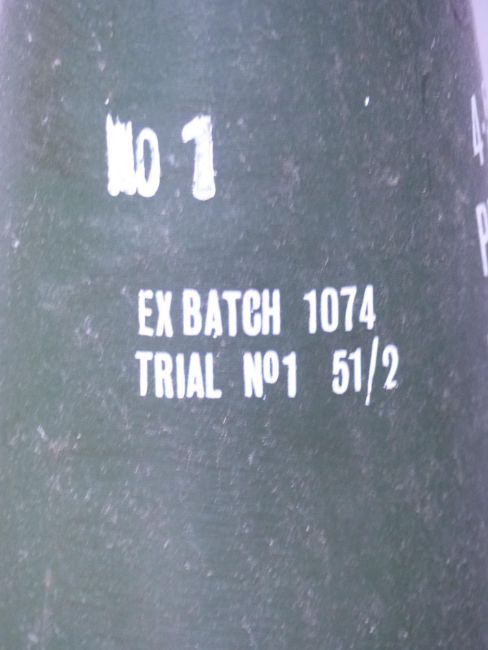 NO 1
EX BATCH 1074
TRIAL Nº1 51/2